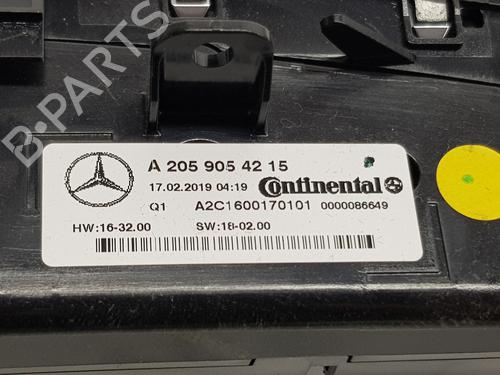 B-PARTS
A 205 905 42 15
17.02.2019 04:19 Continental
Q1 A2C1600170101 0000086649
HW:16-32.00 SW:18-02.00